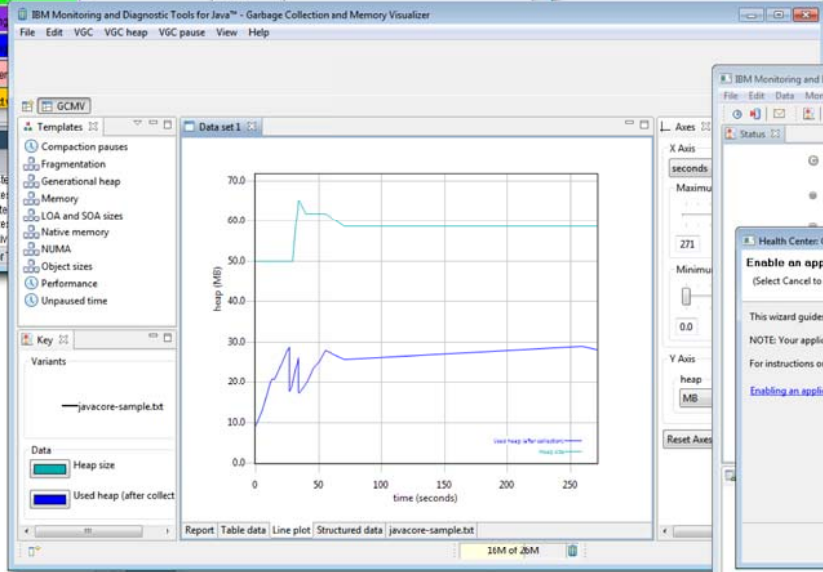 IBM Monitoring and Diagnostic Tools for Java™ - Garbage Collection and Memory Visualizer
File Edit VGC VGC heap VGC pause View Help
GCMV
Templates
Compaction pauses
Fragmentation
Generational heap
Memory
LOA and SOA sizes
Native memory
NUMA
Object sizes
Performance
Unpaused time
Key
Variants
javacore-sample.txt
Data
Heap size
Used heap (after collect
Data set 1
70.0
60.0
50.0
40.0
30.0
20.0
10.0
0.0
heap (MB)
0 50 100 150 200 250
time (seconds)
Used heap (after collection)
Heap size
Report Table data Line plot Structured data javacore-sample.txt
16M of 26M
Axes
X Axis
seconds
Maximu
271
Minimu
0.0
Y Axis
heap
MB
Reset Axes
IBM Monitoring and
File Edit Data Mon
Status
Health Center:
Enable an app
(Select Cancel to
This wizard guides
NOTE: Your applic
For instructions o
Enabling an applic